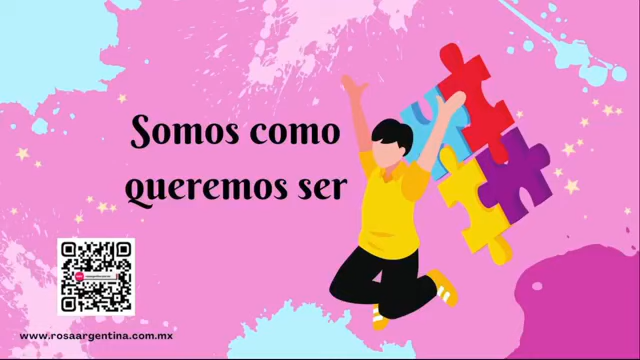 Somos como
queremos ser
www.rosaargentina.com.mx